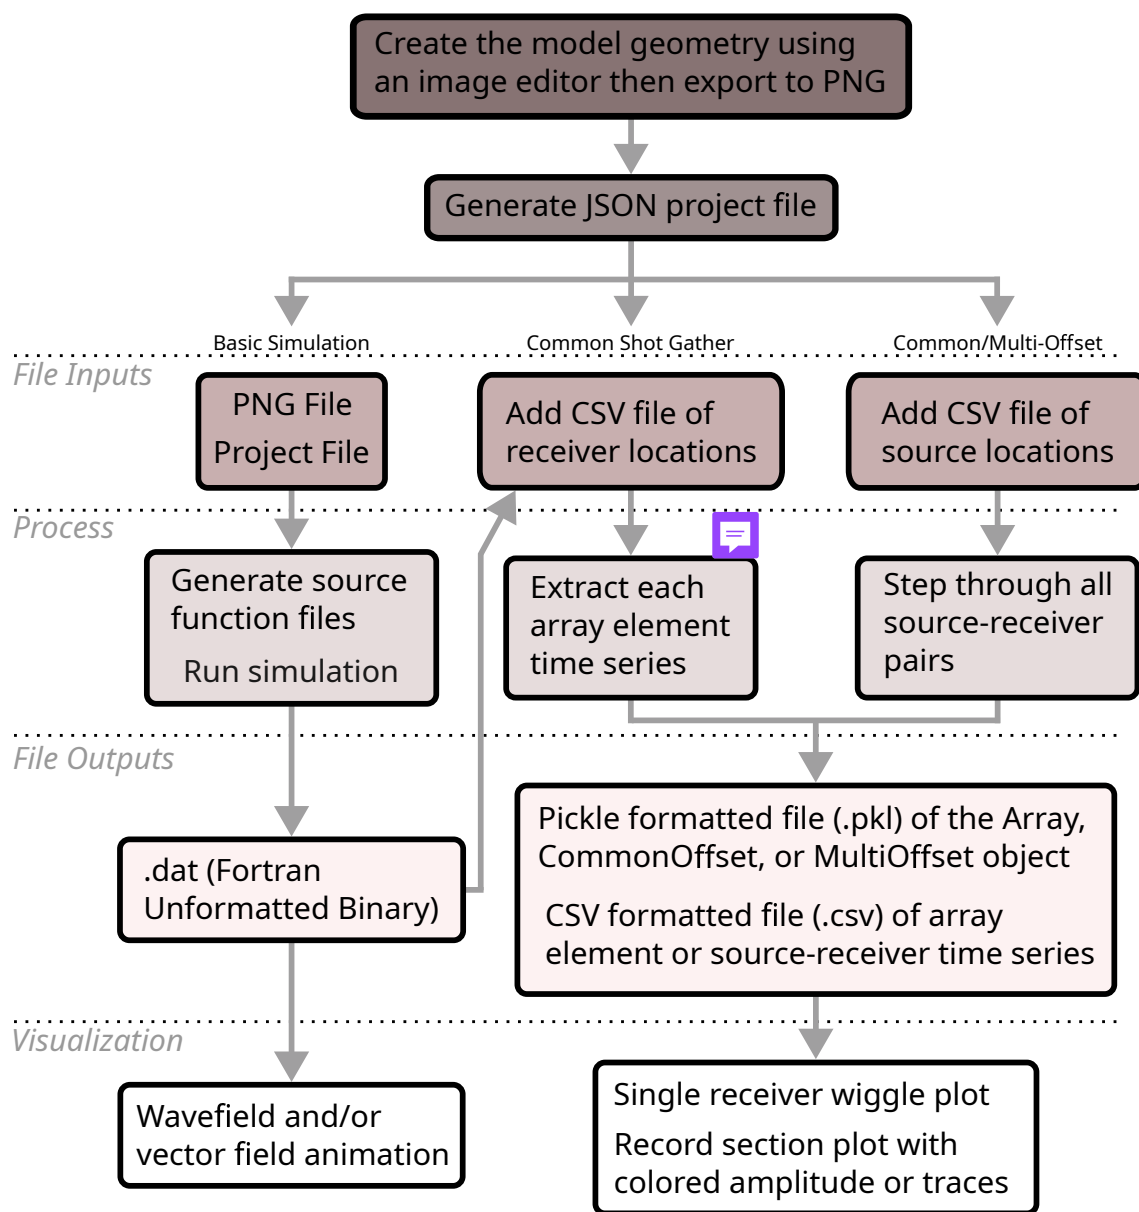 Create the model geometry using
an image editor then export to PNG
Generate JSON project file
Basic Simulation
Common Shot Gather
Common/Multi-Offset
File Inputs
PNG File
Project File
Add CSV file of
receiver locations
Add CSV file of
source locations
Process
Generate source
function files
Run simulation
Extract each
array element
time series
Step through all
source-receiver
pairs
File Outputs
.dat (Fortran
Unformatted Binary)
Pickle formatted file (.pkl) of the Array,
CommonOffset, or MultiOffset object
CSV formatted file (.csv) of array
element or source-receiver time series
Visualization
Wavefield and/or
vector field animation
Single receiver wiggle plot
Record section plot with
colored amplitude or traces